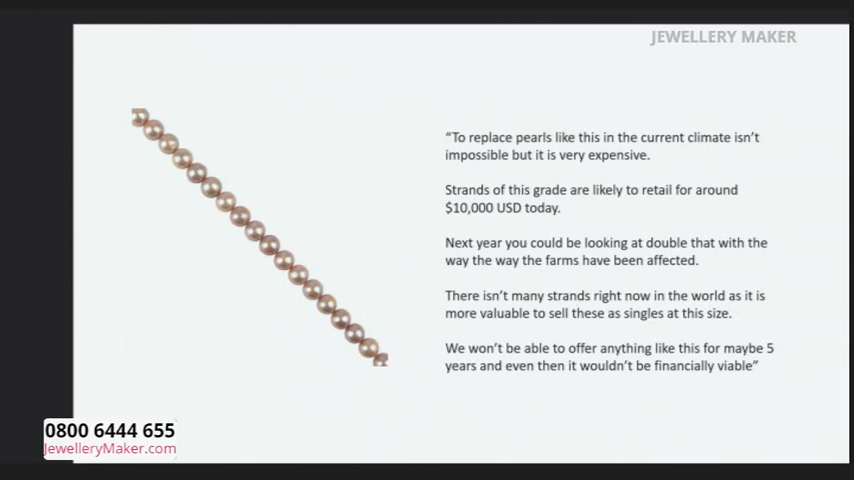 JEWELLERY MAKER
“To replace pearls like this in the current climate isn’t
impossible but it is very expensive.
Strands of this grade are likely to retail for around
$10,000 USD today.
Next year you could be looking at double that with the
way the way the farms have been affected.
There isn’t many strands right now in the world as it is
more valuable to sell these as singles at this size.
We won’t be able to offer anything like this for maybe 5
years and even then it wouldn’t be financially viable”
0800 6444 655
JewelleryMaker.com